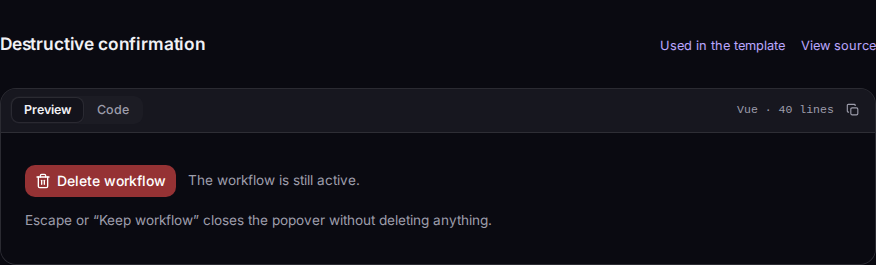 Destructive confirmation
Used in the template View source
Preview Code
Vue · 40 lines
Delete workflow The workflow is still active.
Escape or “Keep workflow” closes the popover without deleting anything.